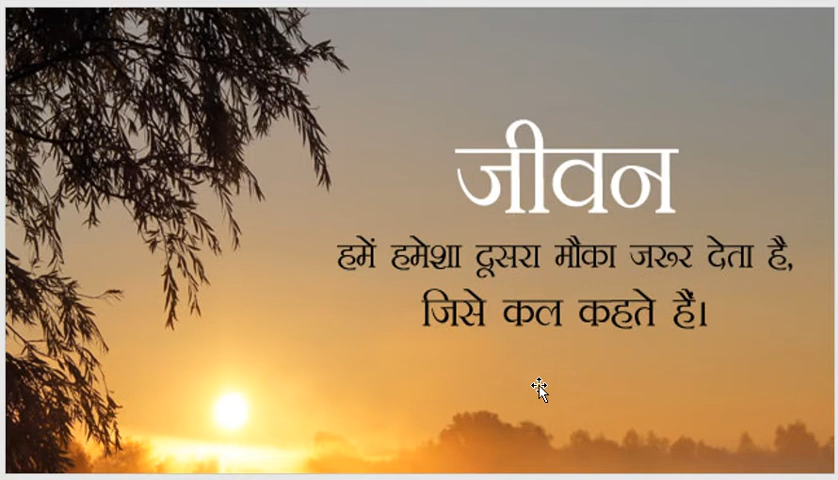 जीवन
हमें हमेशा दूसरा मौका जरूर देता है,
जिसे कल कहते हैं।